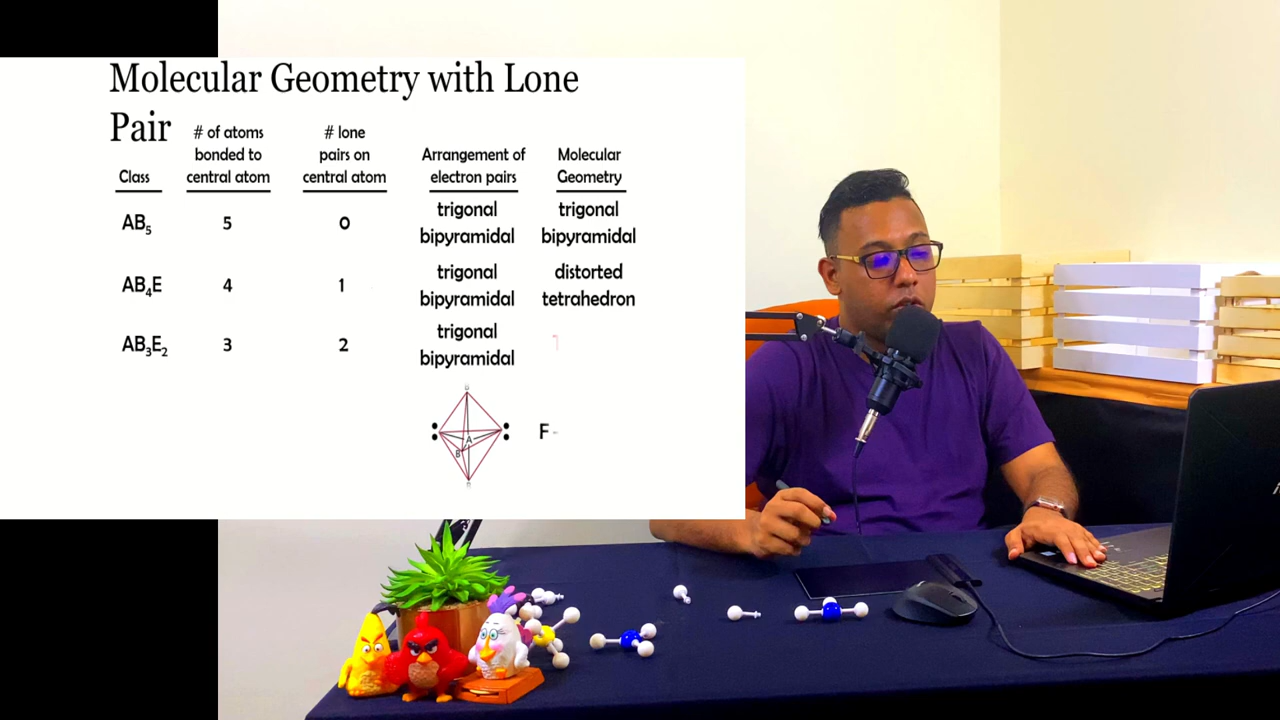 Molecular Geometry with Lone
Pair
# of atoms
bonded to
central atom
# lone
pairs on
central atom
Arrangement of
electron pairs
Molecular
Geometry
Class
AB5 5 0 trigonal
bipyramidal trigonal
bipyramidal
AB4E 4 1 trigonal
bipyramidal distorted
tetrahedron
AB3E2 3 2 trigonal
bipyramidal
A
B
F